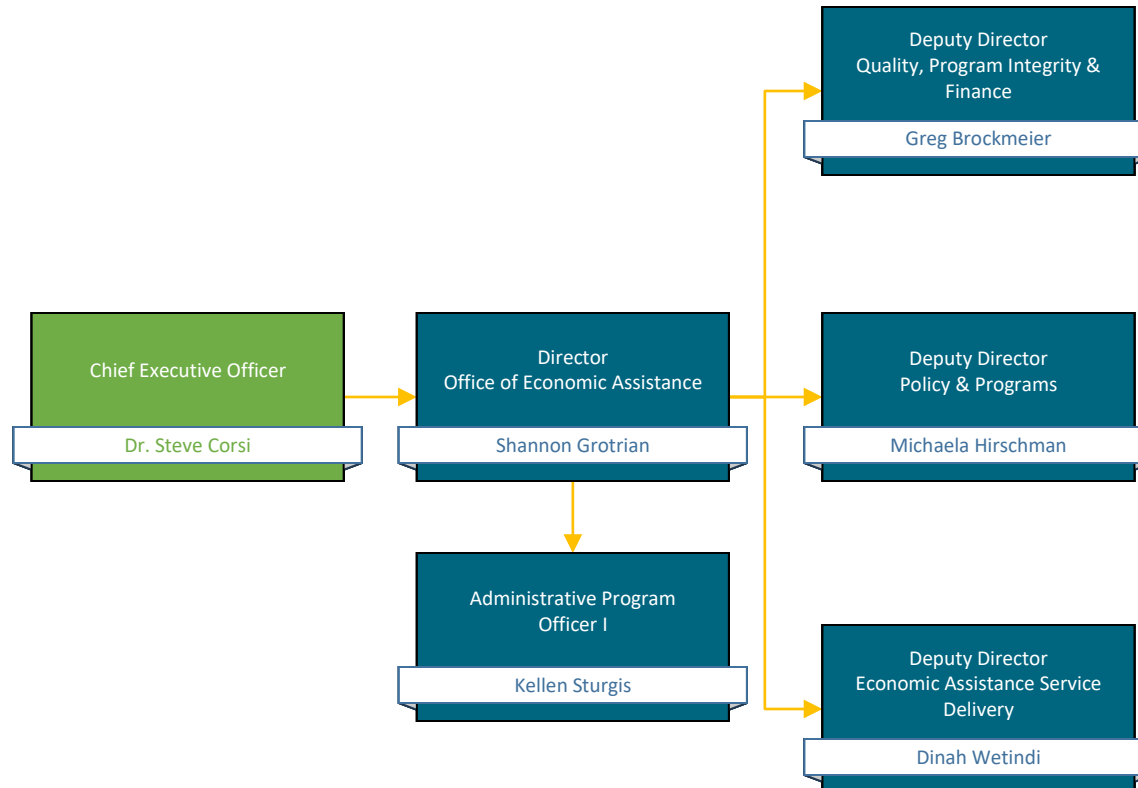 Deputy Director
Quality, Program Integrity &
Finance
Greg Brockmeier
Chief Executive Officer
Dr. Steve Corsi
Director
Office of Economic Assistance
Shannon Grotrian
Deputy Director
Policy & Programs
Michaela Hirschman
Administrative Program
Officer I
Kellen Sturgis
Deputy Director
Economic Assistance Service
Delivery
Dinah Wetindi